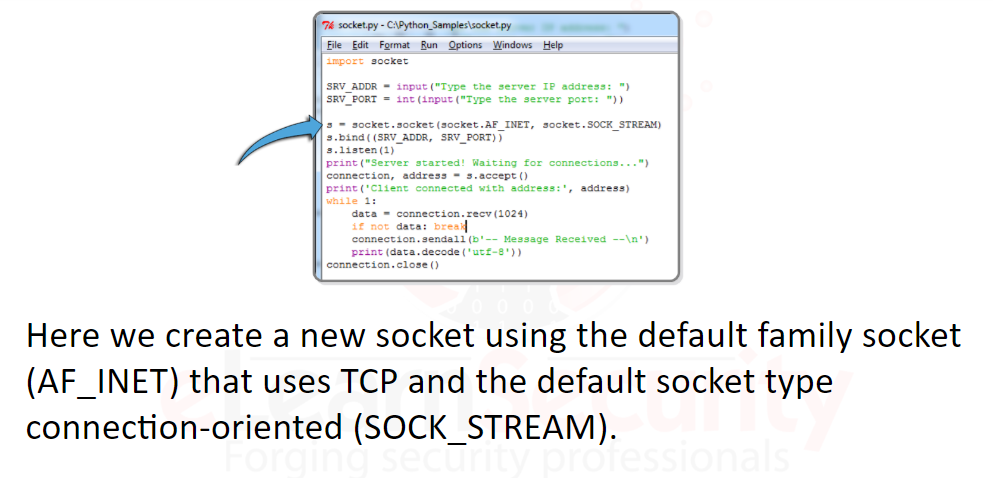 socket.py - C:\Python_Samples\socket.py
File Edit Format Run Options Windows Help
import socket
SRV_ADDR = input("Type the server IP address: ")
SRV_PORT = int(input("Type the server port: "))
s = socket.socket(socket.AF_INET, socket.SOCK_STREAM)
s.bind((SRV_ADDR, SRV_PORT))
s.listen(1)
print("Server started! Waiting for connections...")
connection, address = s.accept()
print('Client connected with address:', address)
while 1:
    data = connection.recv(1024)
    if not data: break
    connection.sendall(b'-- Message Received --\n')
    print(data.decode('utf-8'))
connection.close()
Here we create a new socket using the default family socket
(AF_INET) that uses TCP and the default socket type
connection-oriented (SOCK_STREAM).
eLearnSecurity
Forging security professionals